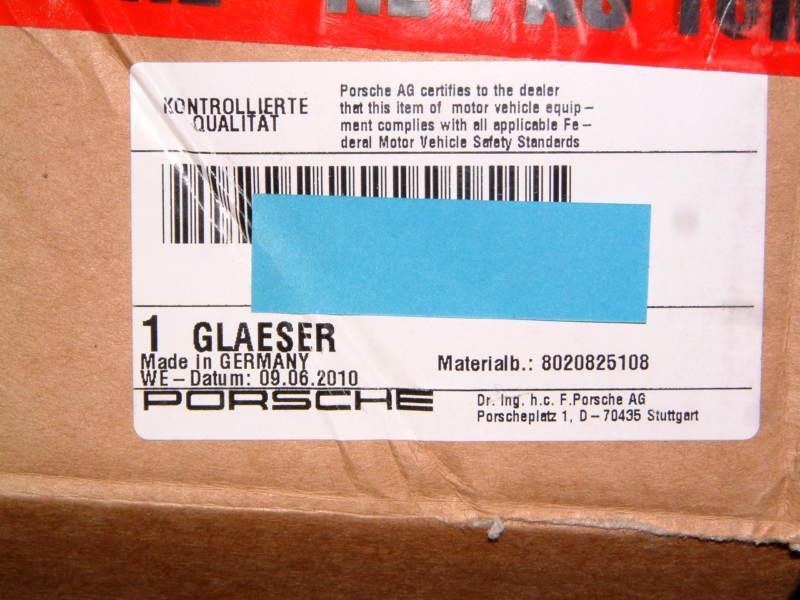 KONTROLLIERTE
QUALITÄT
Porsche AG certifies to the dealer
that this item of motor vehicle equip-
ment complies with all applicable Fe-
deral Motor Vehicle Safety Standards
1 GLAESER
Made in GERMANY
WE-Datum: 09.06.2010
Materialb.: 8020825108
PORSCHE
Dr. Ing. h.c. F.Porsche AG
Porscheplatz 1, D-70435 Stuttgart